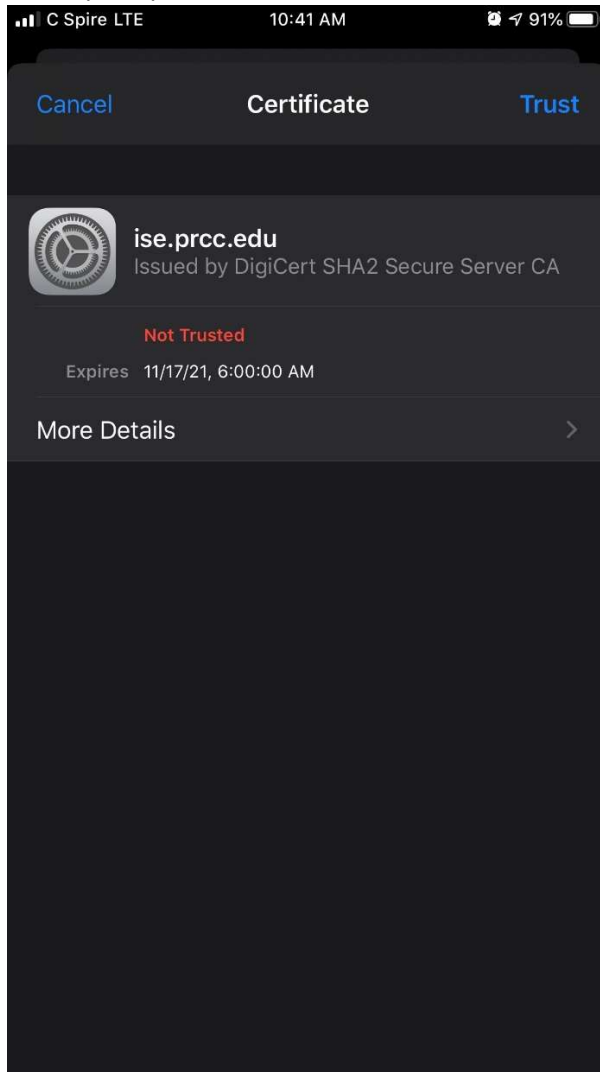 C Spire LTE 10:41 AM 91%
Cancel Certificate Trust
ise.prcc.edu
Issued by DigiCert SHA2 Secure Server CA
Not Trusted
Expires 11/17/21, 6:00:00 AM
More Details